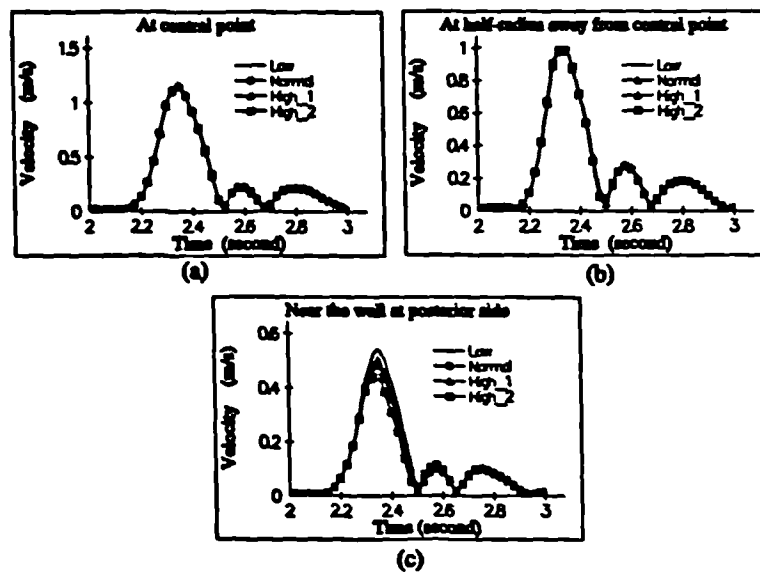 At central point
1.5
1
0.5
0
Velocity (m/s)
Low
Normal
High_1
High_2
2 2.2 2.4 2.6 2.8 3
Time (second)
(a)
At half-radius away from central point
1
0.8
0.6
0.4
0.2
0
Velocity (m/s)
Low
Normal
High_1
High_2
2 2.2 2.4 2.6 2.8 3
Time (second)
(b)
Near the wall at posterior side
0.6
0.4
0.2
0
Velocity (m/s)
Low
Normal
High_1
High_2
2 2.2 2.4 2.6 2.8 3
Time (second)
(c)